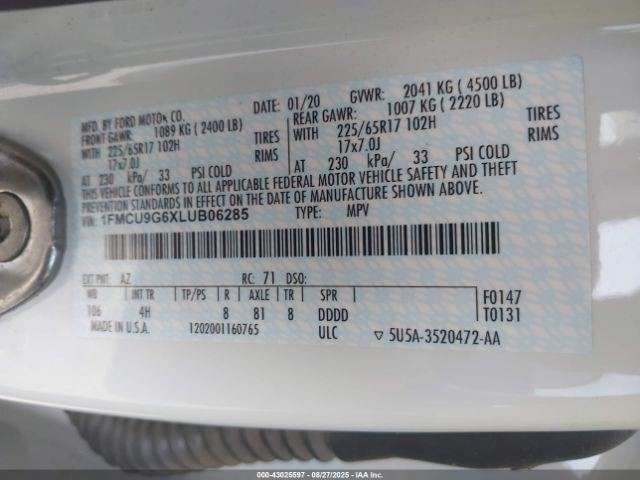 MFD. BY FORD MOTOR CO.
DATE: 01/20 GVWR: 2041 KG ( 4500 LB)
FRONT GAWR: 1089 KG ( 2400 LB) REAR GAWR: 1007 KG ( 2220 LB)
WITH 225/65R17 102H TIRES WITH 225/65R17 102H TIRES
17x7.0J RIMS 17x7.0J RIMS
AT 230 kPa/ 33 PSI COLD AT 230 kPa/ 33 PSI COLD
THIS VEHICLE CONFORMS TO ALL APPLICABLE FEDERAL MOTOR VEHICLE SAFETY AND THEFT
PREVENTION STANDARDS IN EFFECT ON THE DATE OF MANUFACTURE SHOWN ABOVE.
VIN: 1FMCU9G6XLUB06285 TYPE: MPV
EXT PNT: AZ RC: 71 DSO:
WB INT TR TP/PS R AXLE TR SPR F0147
106 4H 8 81 8 DDDD T0131
MADE IN U.S.A. 1202001160765 ULC ▽ 5U5A-3520472-AA
000-43025597 - 08/27/2025 - IAAI, Inc.